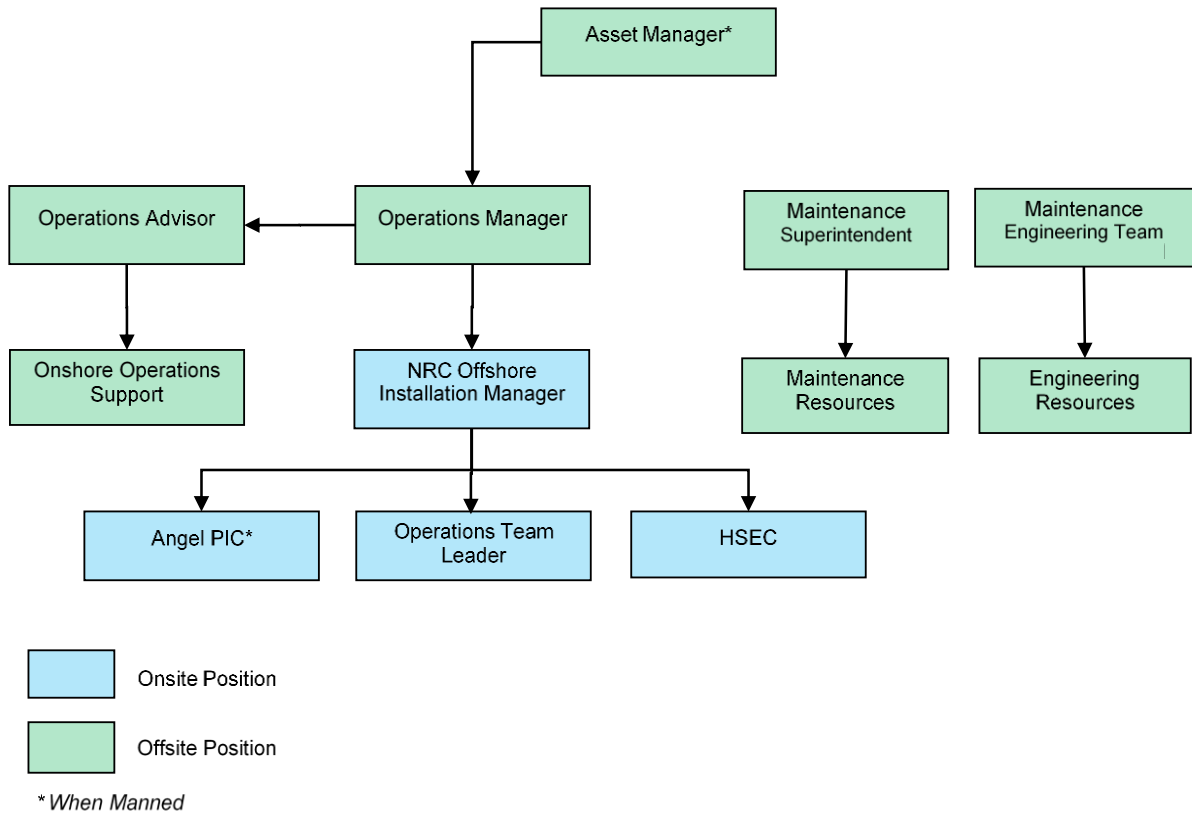 Asset Manager*
Operations Advisor
Operations Manager
Maintenance
Superintendent
Maintenance
Engineering Team
Onshore Operations
Support
NRC Offshore
Installation Manager
Maintenance
Resources
Engineering
Resources
Angel PIC*
Operations Team
Leader
HSEC
Onsite Position
Offsite Position
*When Manned